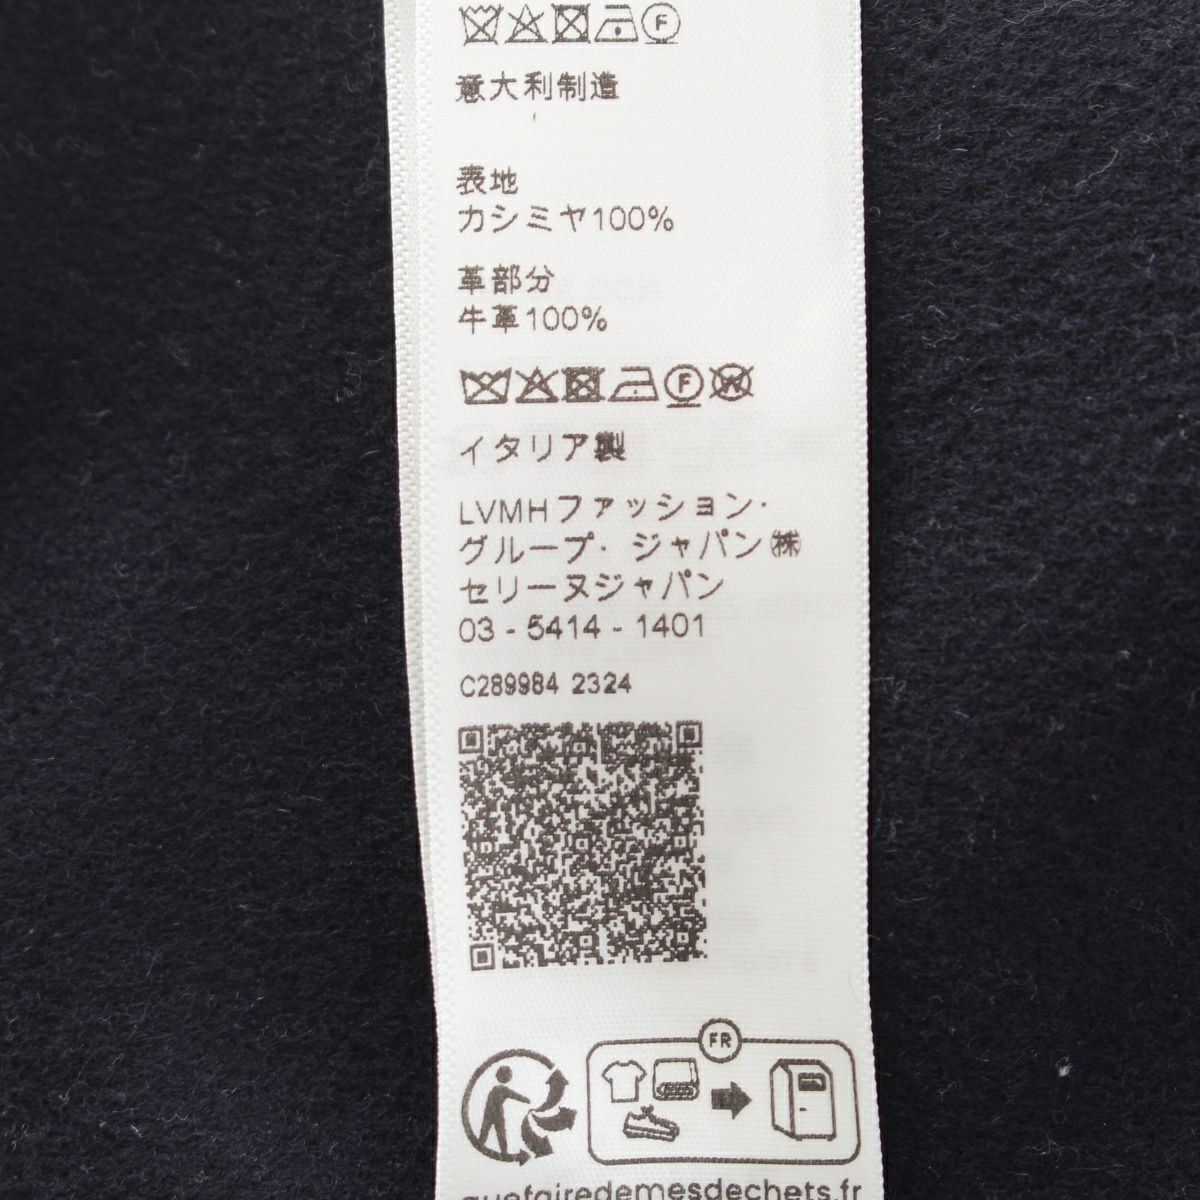 F
意大利制造
表地
カシミヤ100%
革部分
牛革100%
F W
イタリア製
LVMHファッション・
グループ・ジャパン㈱
セリーヌジャパン
03 - 5414 - 1401
C289984 2324
FR
quefairedemesdechets.fr